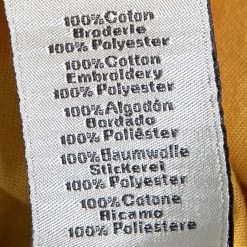 100%Coton
Broderie
100% Polyester
100% Cotton
Embroidery
100% Polyester
100%Algodón
Bordado
100% Poliéster
100%Baumwolle
Stickerei
100% Polyester
100%Cotone
Ricamo
100% Poliestere